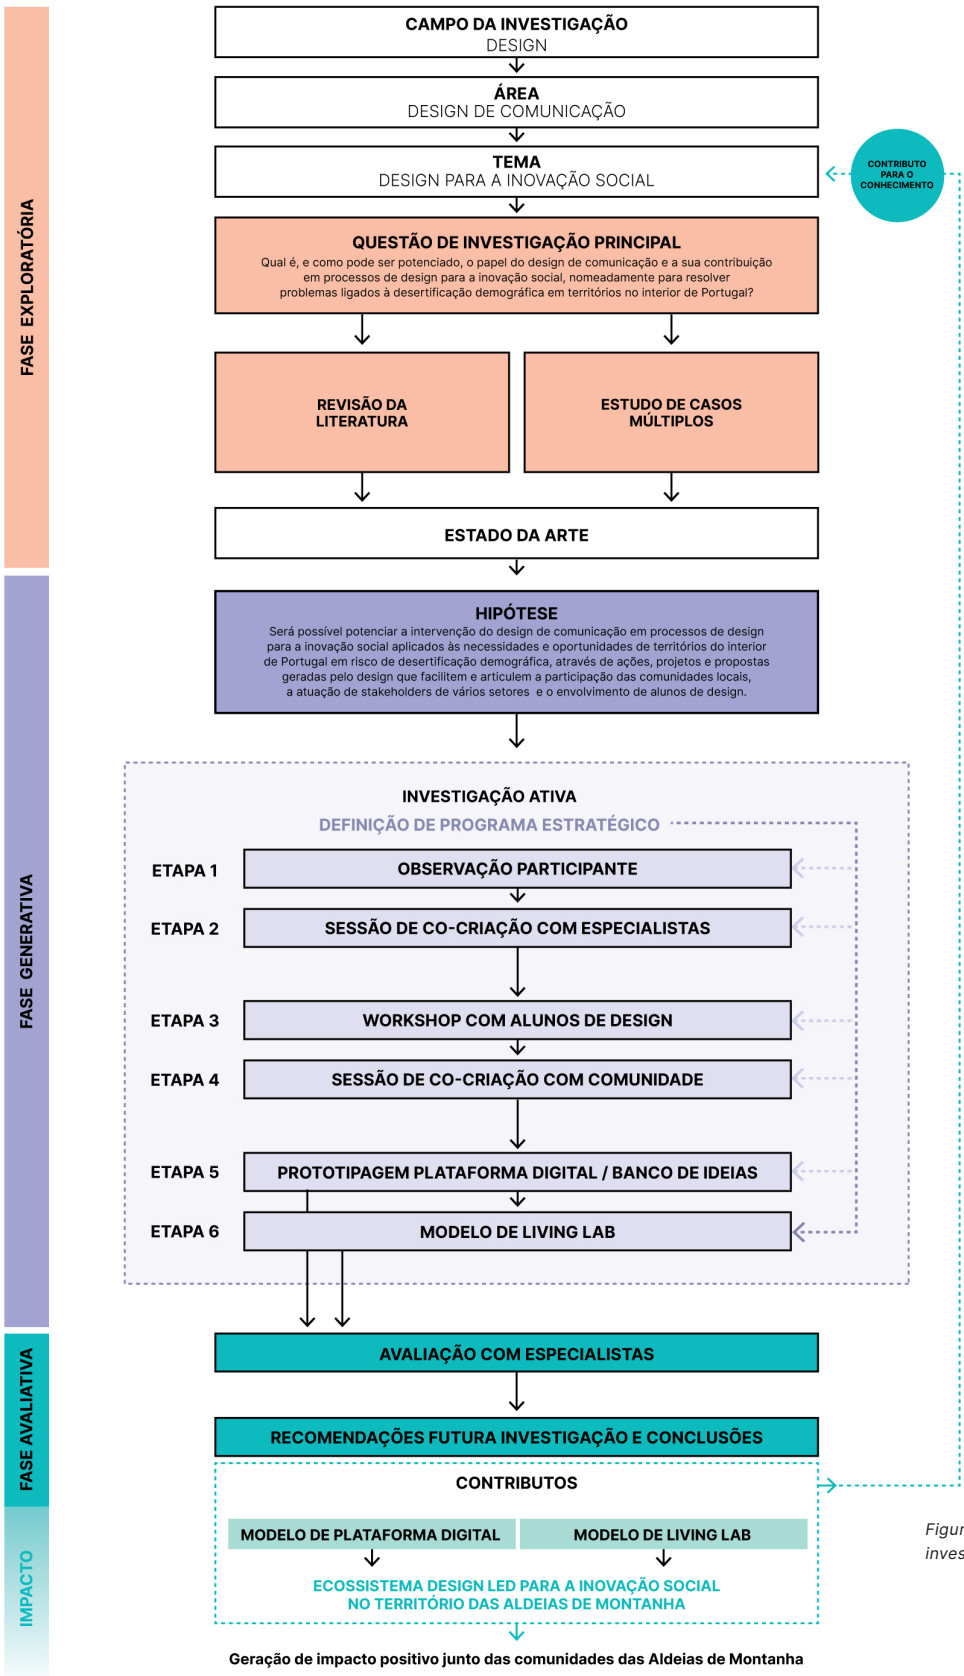 CAMPO DA INVESTIGAÇÃO
DESIGN
ÁREA
DESIGN DE COMUNICAÇÃO
TEMA
DESIGN PARA A INOVAÇÃO SOCIAL
CONTRIBUTO
PARA O
CONHECIMENTO
FASE EXPLORATÓRIA
QUESTÃO DE INVESTIGAÇÃO PRINCIPAL
Qual é, e como pode ser potenciado, o papel do design de comunicação e a sua contribuição
em processos de design para a inovação social, nomeadamente para resolver
problemas ligados à desertificação demográfica em territórios no interior de Portugal?
REVISÃO DA
LITERATURA
ESTUDO DE CASOS
MÚLTIPLOS
ESTADO DA ARTE
FASE GENERATIVA
HIPÓTESE
Será possível potenciar a intervenção do design de comunicação em processos de design
para a inovação social aplicados às necessidades e oportunidades de territórios do interior
de Portugal em risco de desertificação demográfica, através de ações, projetos e propostas
geradas pelo design que facilitem e articulem a participação das comunidades locais,
a atuação de stakeholders de vários setores e o envolvimento de alunos de design.
INVESTIGAÇÃO ATIVA
DEFINIÇÃO DE PROGRAMA ESTRATÉGICO
ETAPA 1
OBSERVAÇÃO PARTICIPANTE
ETAPA 2
SESSÃO DE CO-CRIAÇÃO COM ESPECIALISTAS
ETAPA 3
WORKSHOP COM ALUNOS DE DESIGN
ETAPA 4
SESSÃO DE CO-CRIAÇÃO COM COMUNIDADE
ETAPA 5
PROTOTIPAGEM PLATAFORMA DIGITAL / BANCO DE IDEIAS
ETAPA 6
MODELO DE LIVING LAB
FASE AVALIATIVA
AVALIAÇÃO COM ESPECIALISTAS
RECOMENDAÇÕES FUTURA INVESTIGAÇÃO E CONCLUSÕES
CONTRIBUTOS
IMPACTO
MODELO DE PLATAFORMA DIGITAL
MODELO DE LIVING LAB
ECOSSISTEMA DESIGN LED PARA A INOVAÇÃO SOCIAL
NO TERRITÓRIO DAS ALDEIAS DE MONTANHA
Geração de impacto positivo junto das comunidades das Aldeias de Montanha